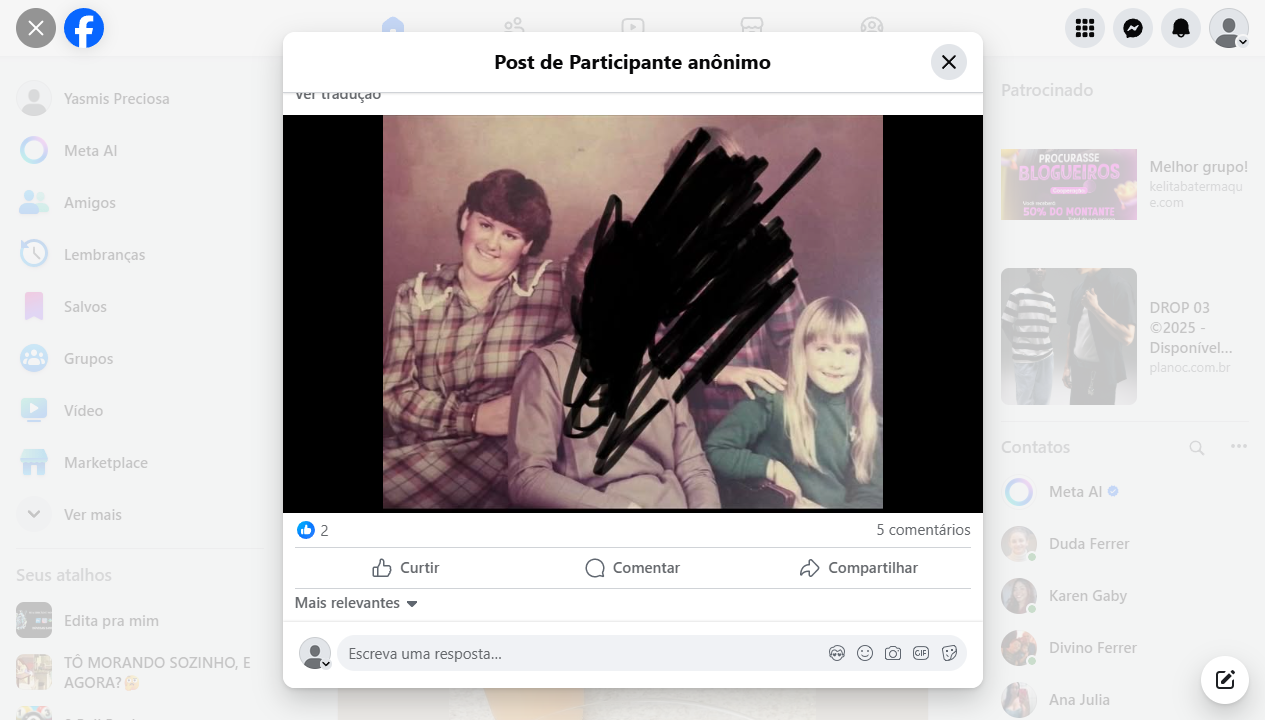 Post de Participante anônimo
Ver tradução
Yasmis Preciosa
Meta AI
Amigos
Lembranças
Salvos
Grupos
Vídeo
Marketplace
Ver mais
Seus atalhos
Edita pra mim
TÔ MORANDO SOZINHO, E
AGORA?🤔
2
5 comentários
Curtir
Comentar
Compartilhar
Mais relevantes
Escreva uma resposta...
GIF
Patrocinado
PROCURASSE
BLOGUEIROS
50% DO MONTANTE
Melhor grupo!
kelitabatermaqu
e.com
DROP 03
©2025 -
Disponível...
planoc.com.br
Contatos
Meta AI
Duda Ferrer
Karen Gaby
Divino Ferrer
Ana Julia